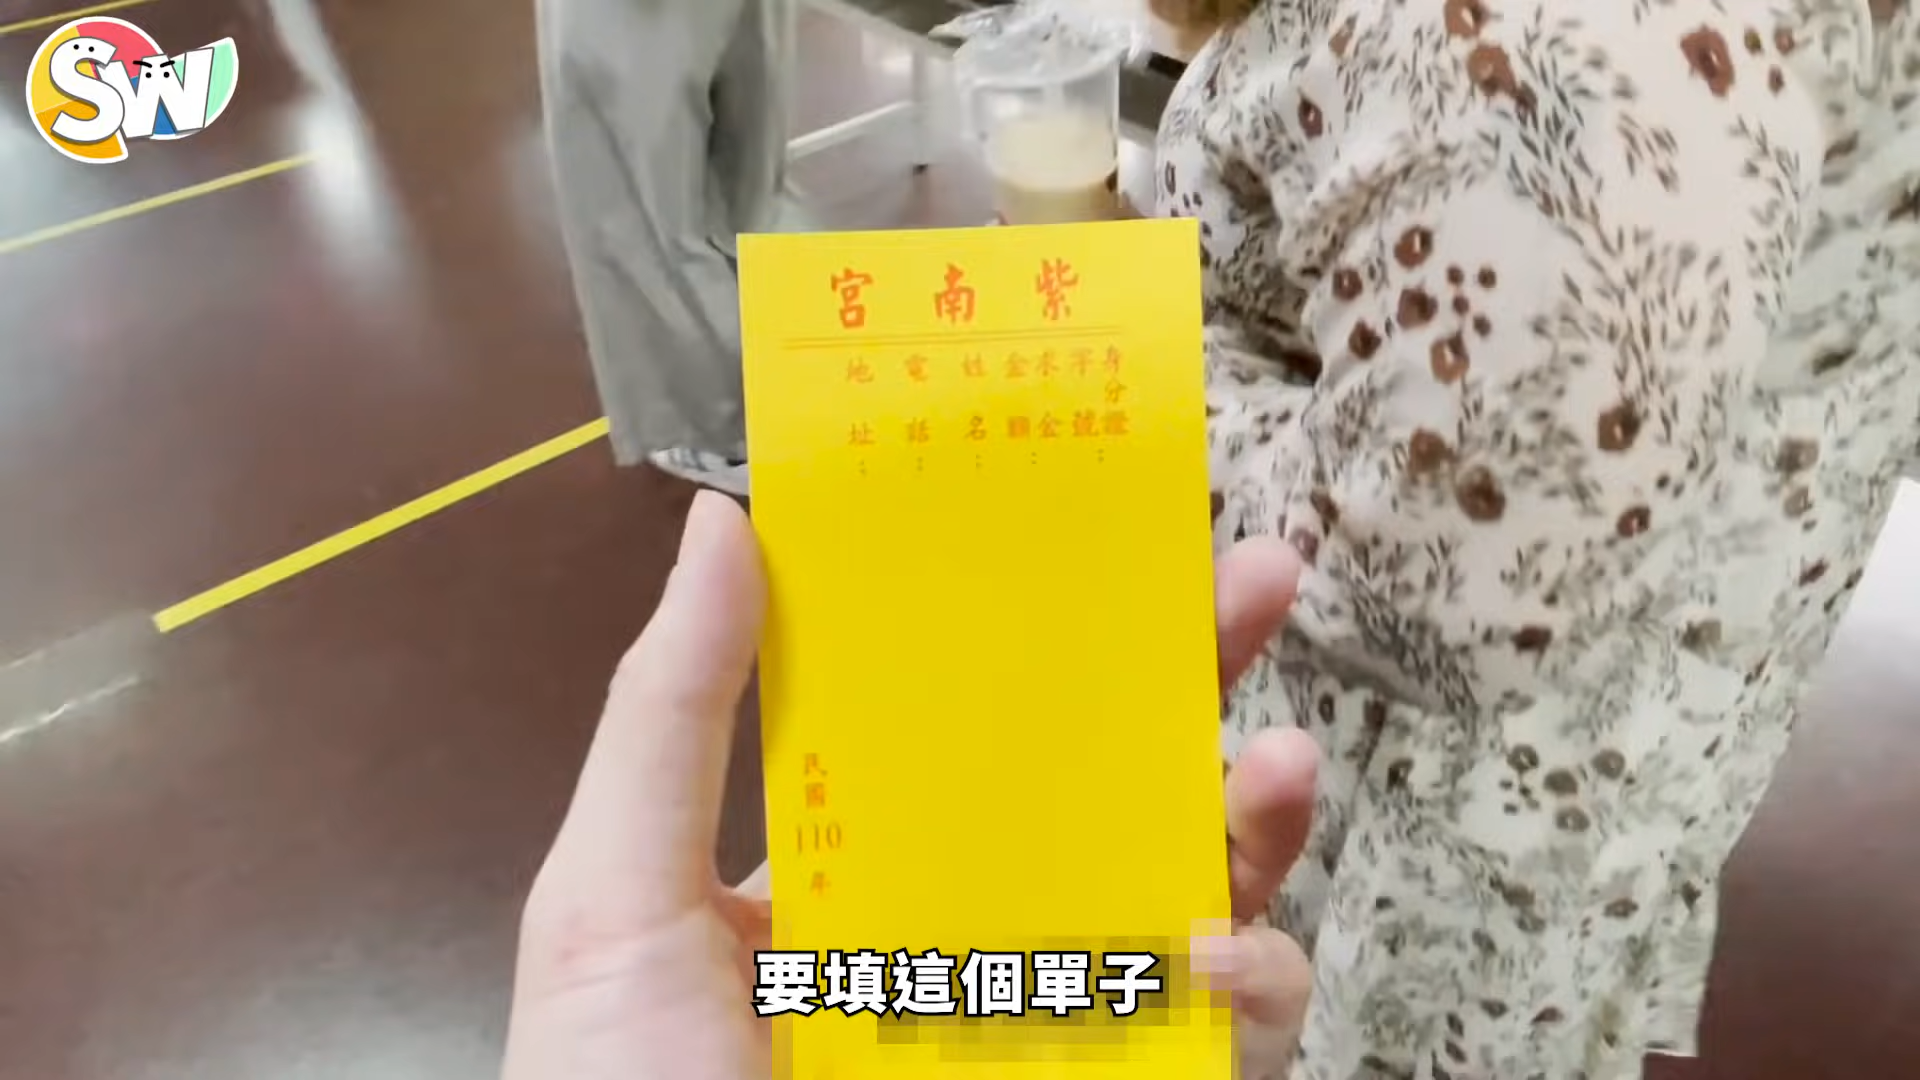 SW
紫南宮
身分證字號：
求金金額：
姓名：
電話：
地址：
民國110年
要填這個單子